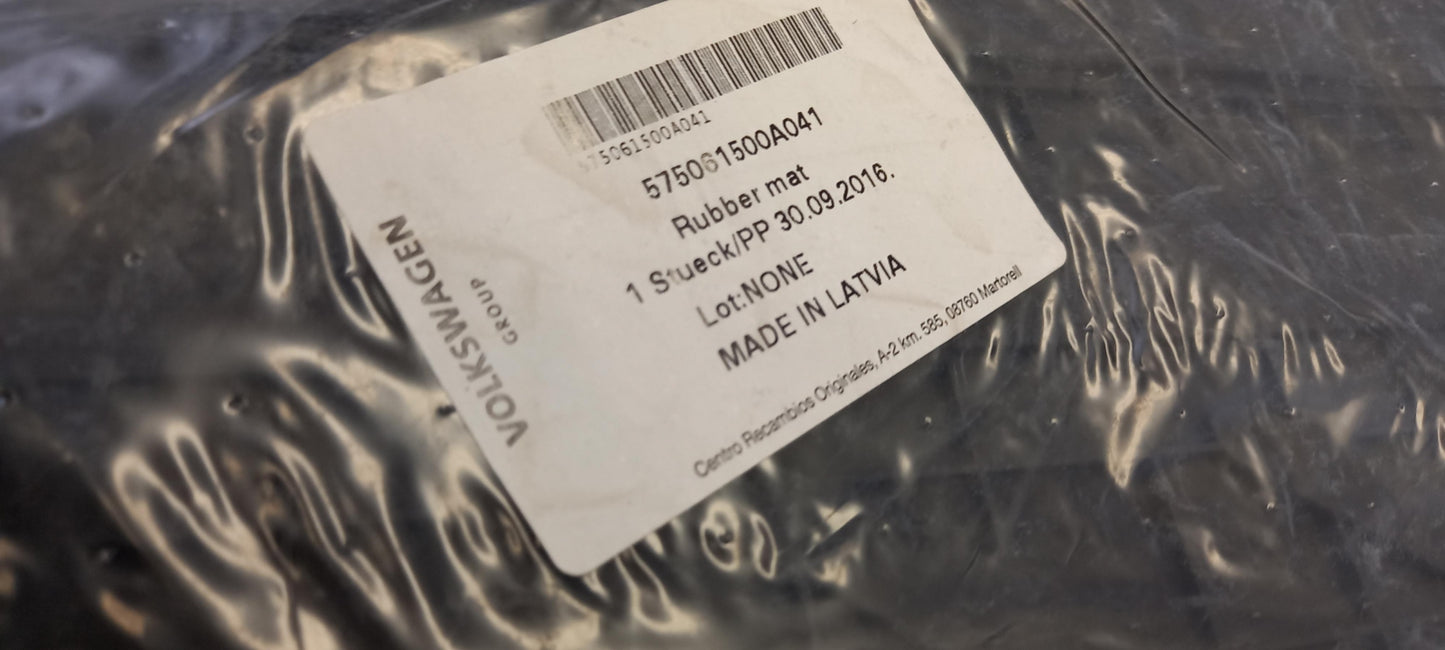 575061500A041
575061500A041
Rubber mat
1 Stueck/PP 30.09.2016.
Lot:NONE
MADE IN LATVIA
Centro Recambios Originales, A-2 km. 585, 08760 Martorell
VOLKSWAGEN
GROUP